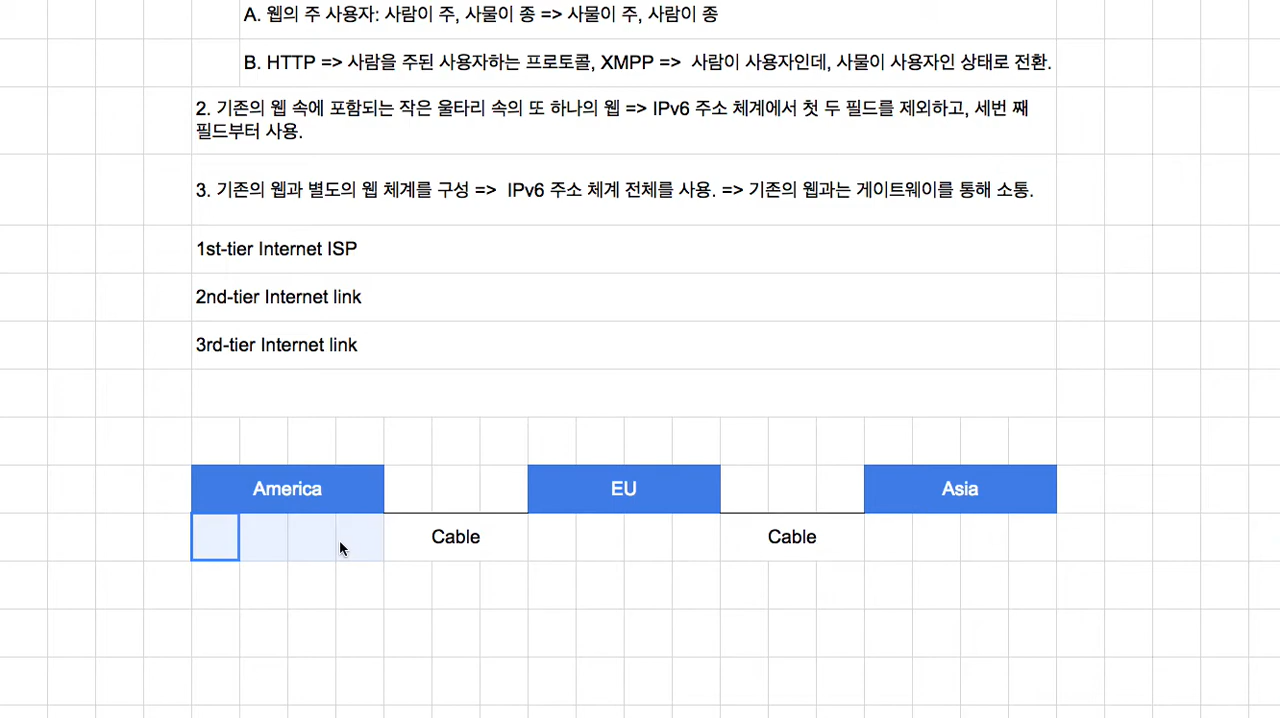 A. 웹의 주 사용자: 사람이 주, 사물이 종 => 사물이 주, 사람이 종
B. HTTP => 사람을 주된 사용자하는 프로토콜, XMPP => 사람이 사용자인데, 사물이 사용자인 상태로 전환.
2. 기존의 웹 속에 포함되는 작은 울타리 속의 또 하나의 웹 => IPv6 주소 체계에서 첫 두 필드를 제외하고, 세번 째
필드부터 사용.
3. 기존의 웹과 별도의 웹 체계를 구성 => IPv6 주소 체계 전체를 사용. => 기존의 웹과는 게이트웨이를 통해 소통.
1st-tier Internet ISP
2nd-tier Internet link
3rd-tier Internet link
America
EU
Asia
Cable
Cable